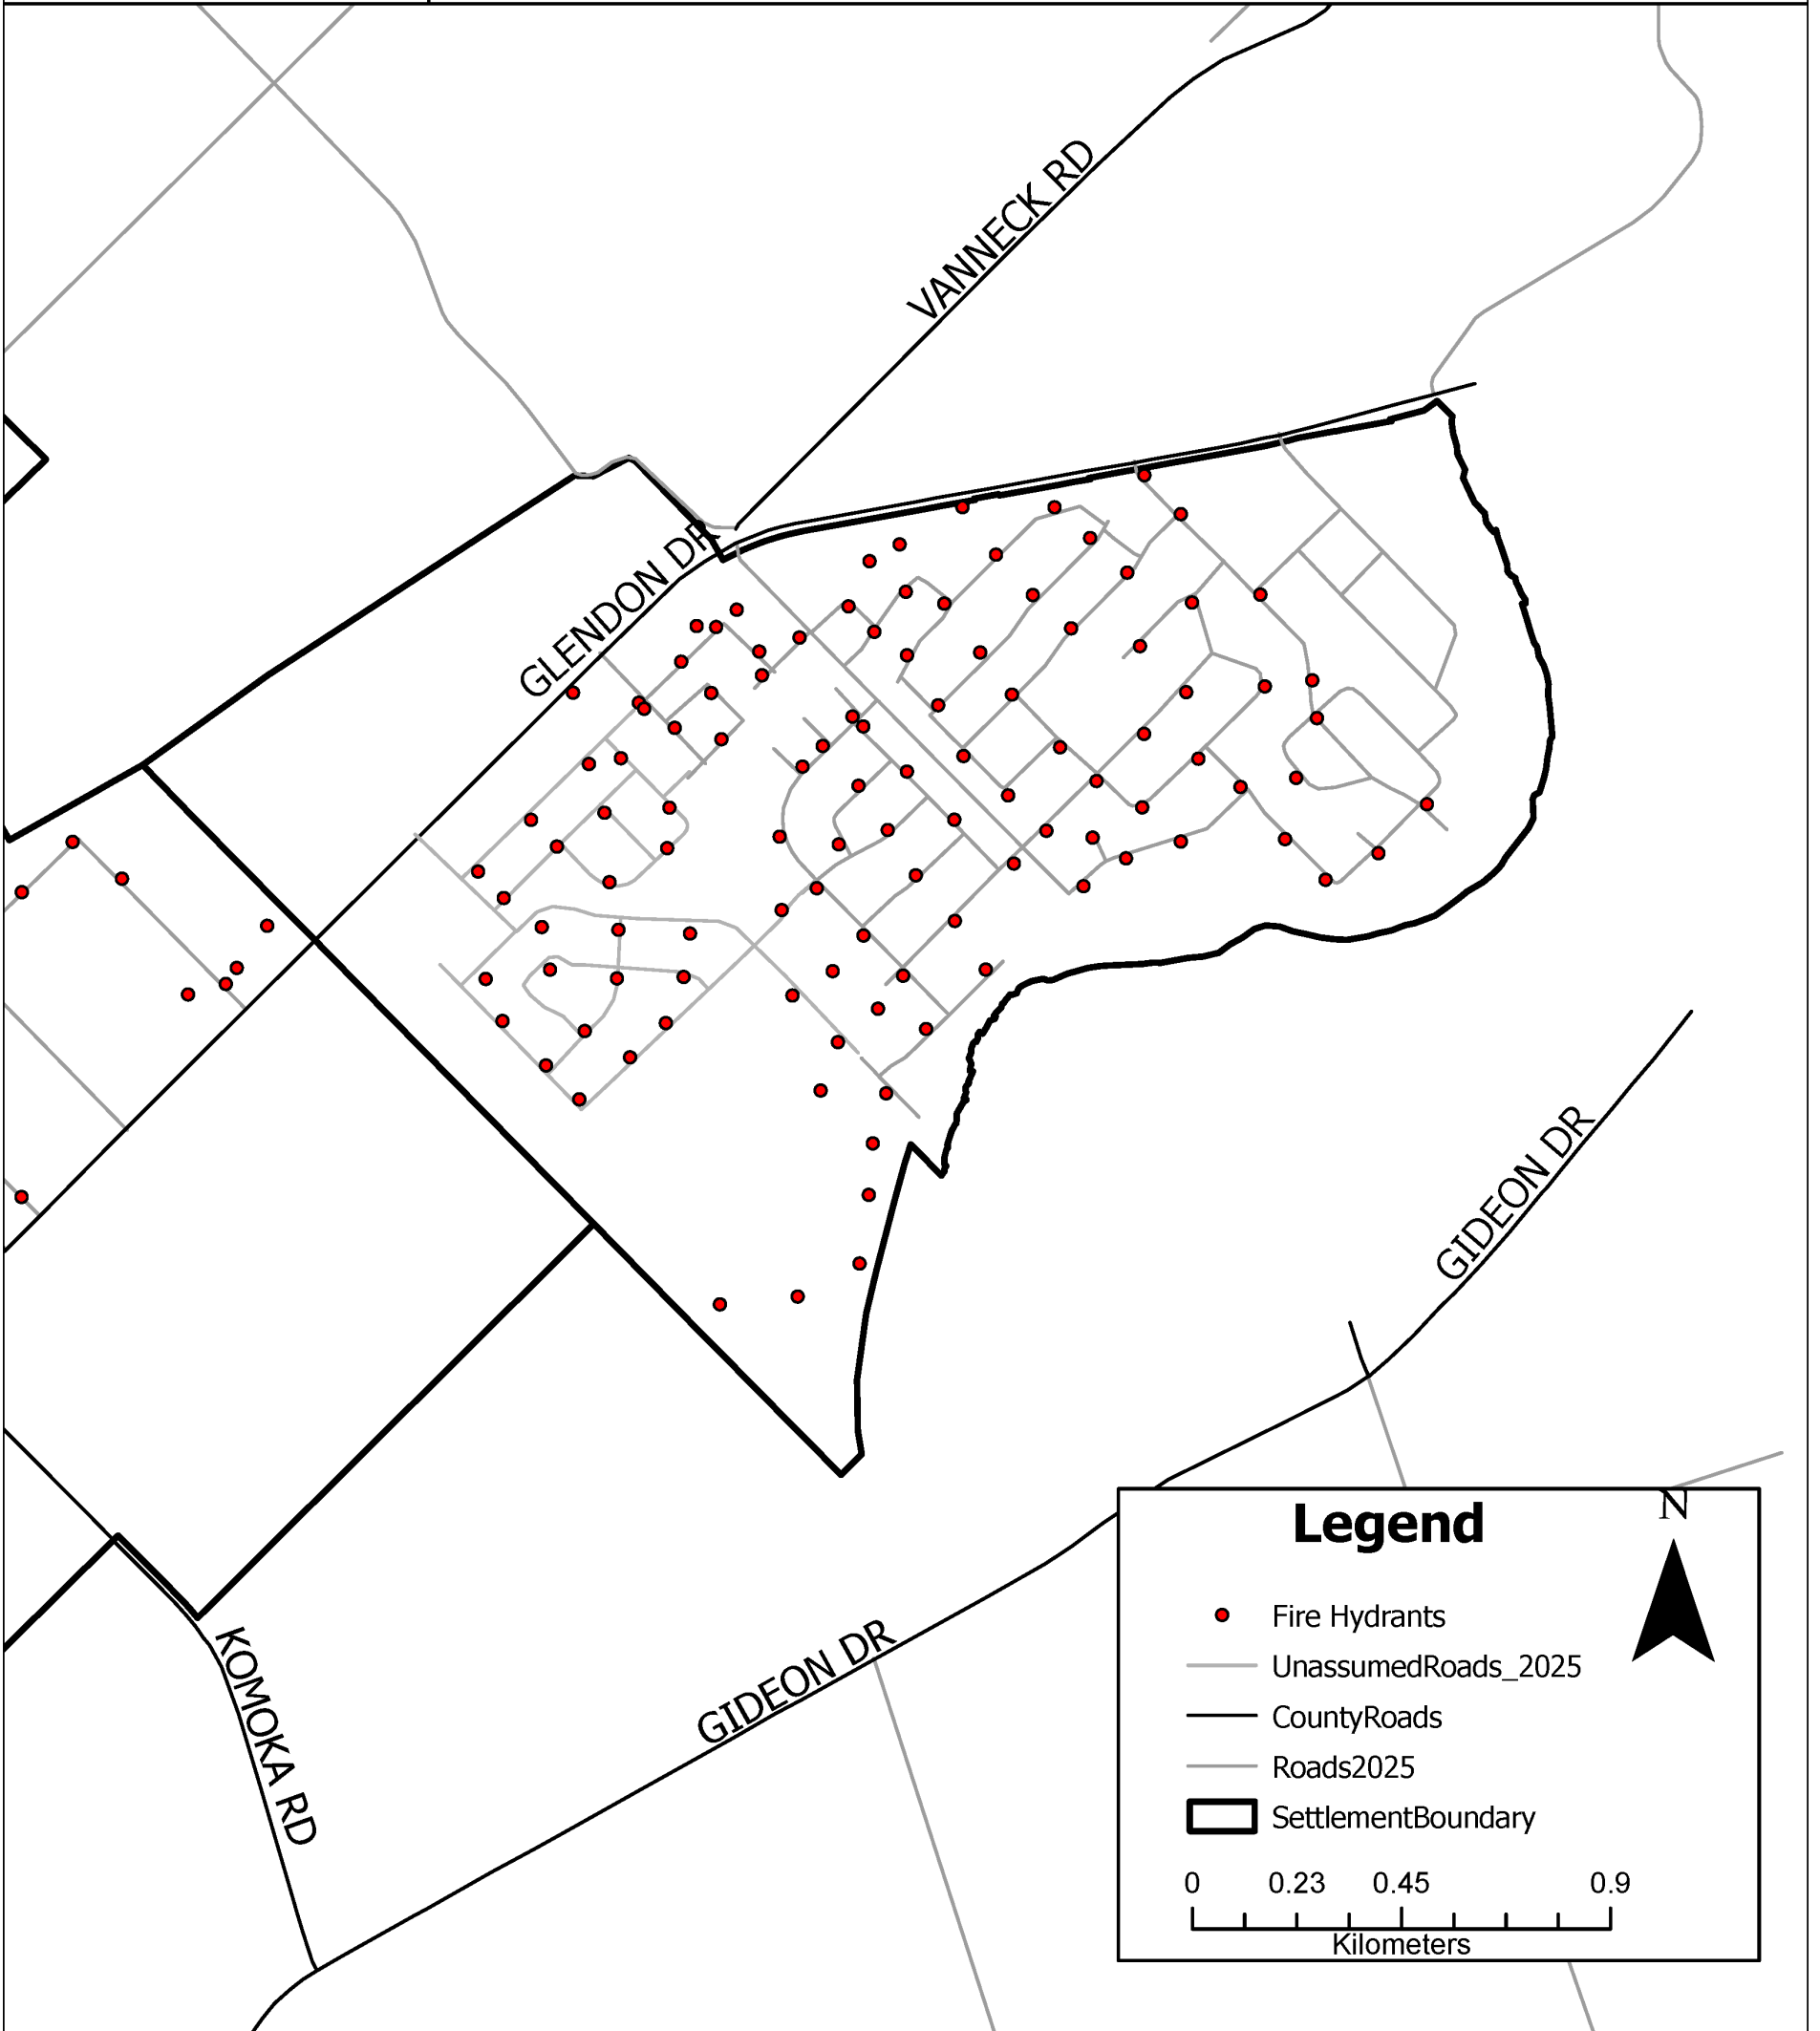 VANNECK RD
GLENDON DR
GIDEON DR
GIDEON DR
KOMOKA RD
Legend
N
Fire Hydrants
UnassumedRoads_2025
CountyRoads
Roads2025
SettlementBoundary
0 0.23 0.45 0.9
Kilometers